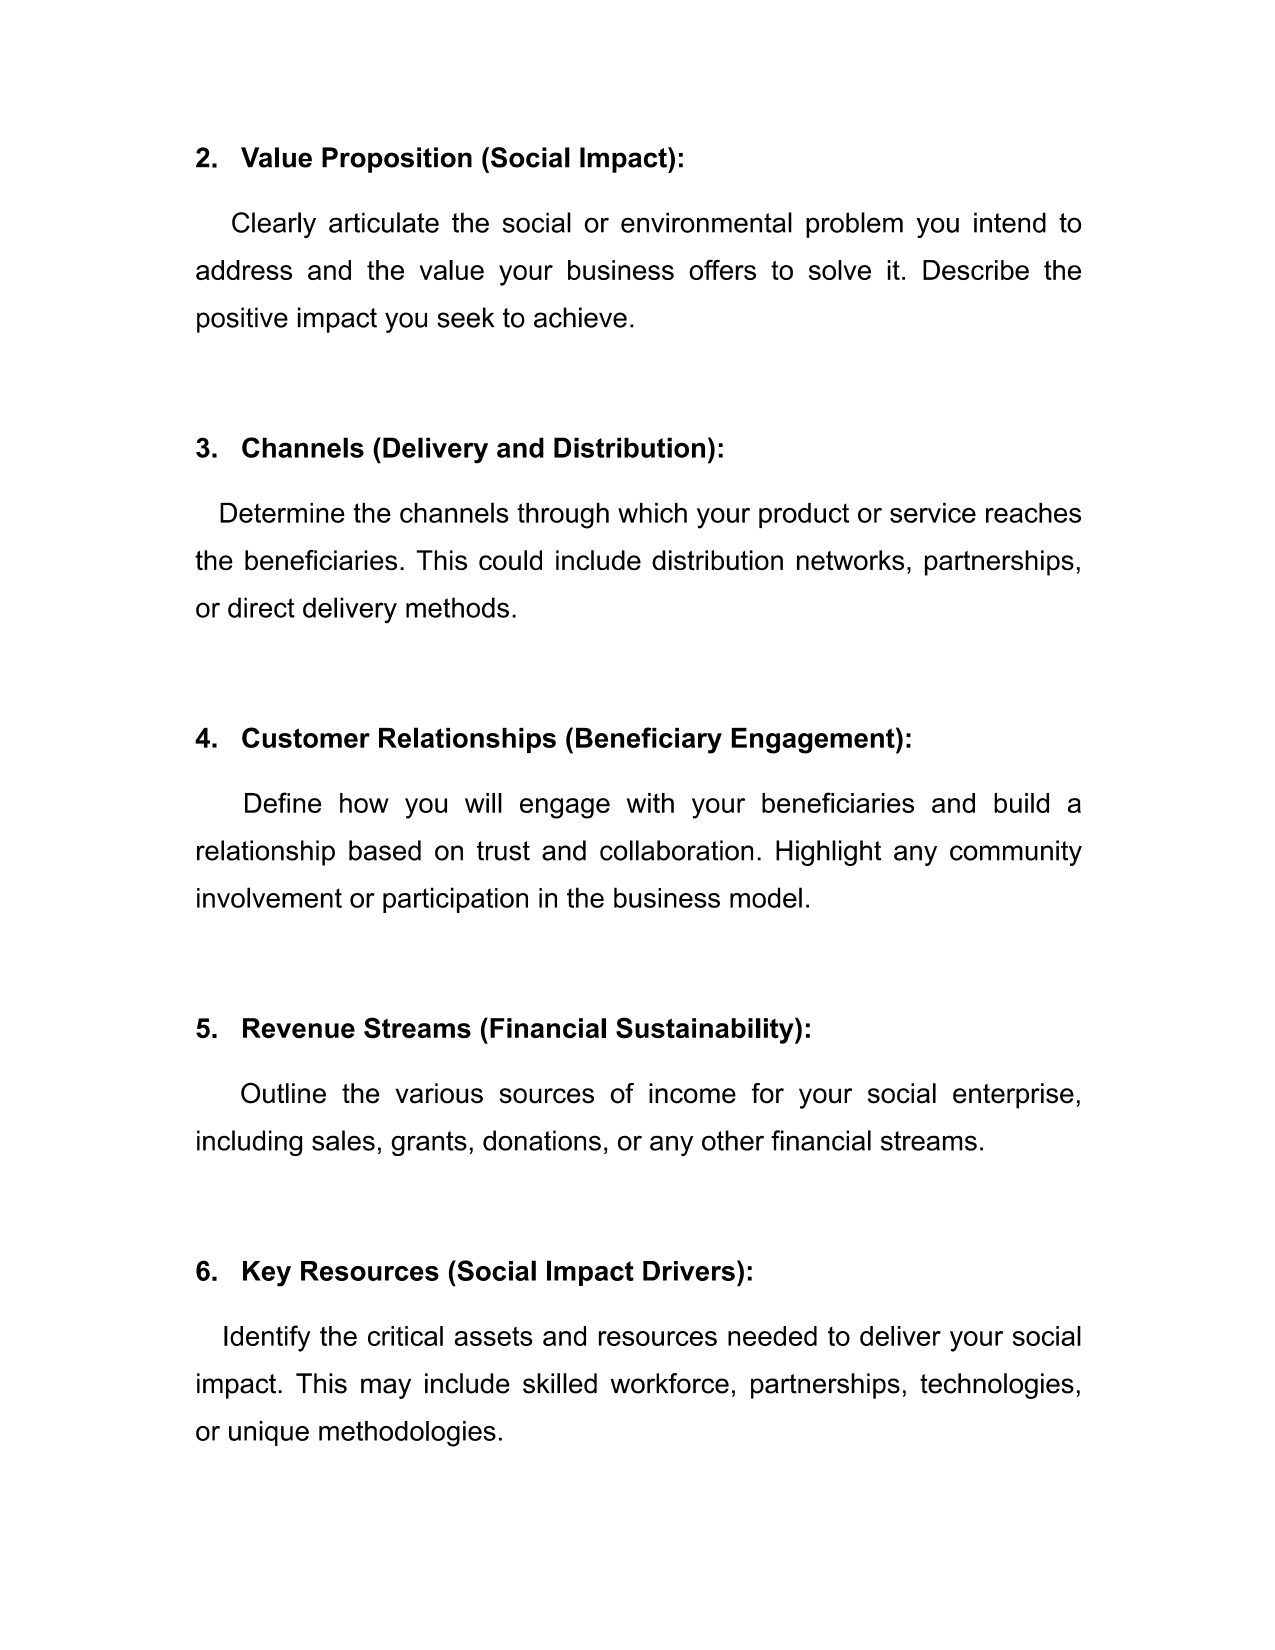 2. Value Proposition (Social Impact):
Clearly articulate the social or environmental problem you intend to
address and the value your business offers to solve it. Describe the
positive impact you seek to achieve.
3. Channels (Delivery and Distribution):
Determine the channels through which your product or service reaches
the beneficiaries. This could include distribution networks, partnerships,
or direct delivery methods.
4. Customer Relationships (Beneficiary Engagement):
Define how you will engage with your beneficiaries and build a
relationship based on trust and collaboration. Highlight any community
involvement or participation in the business model.
5. Revenue Streams (Financial Sustainability):
Outline the various sources of income for your social enterprise,
including sales, grants, donations, or any other financial streams.
6. Key Resources (Social Impact Drivers):
Identify the critical assets and resources needed to deliver your social
impact. This may include skilled workforce, partnerships, technologies,
or unique methodologies.